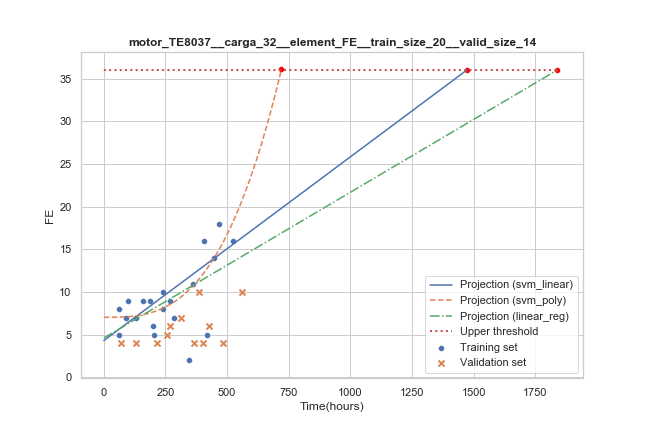 motor_TE8037__carga_32__element_FE__train_size_20__valid_size_14
FE
35
30
25
20
15
10
5
0
0 250 500 750 1000 1250 1500 1750
Time(hours)
Projection (svm_linear)
Projection (svm_poly)
Projection (linear_reg)
Upper threshold
Training set
Validation set